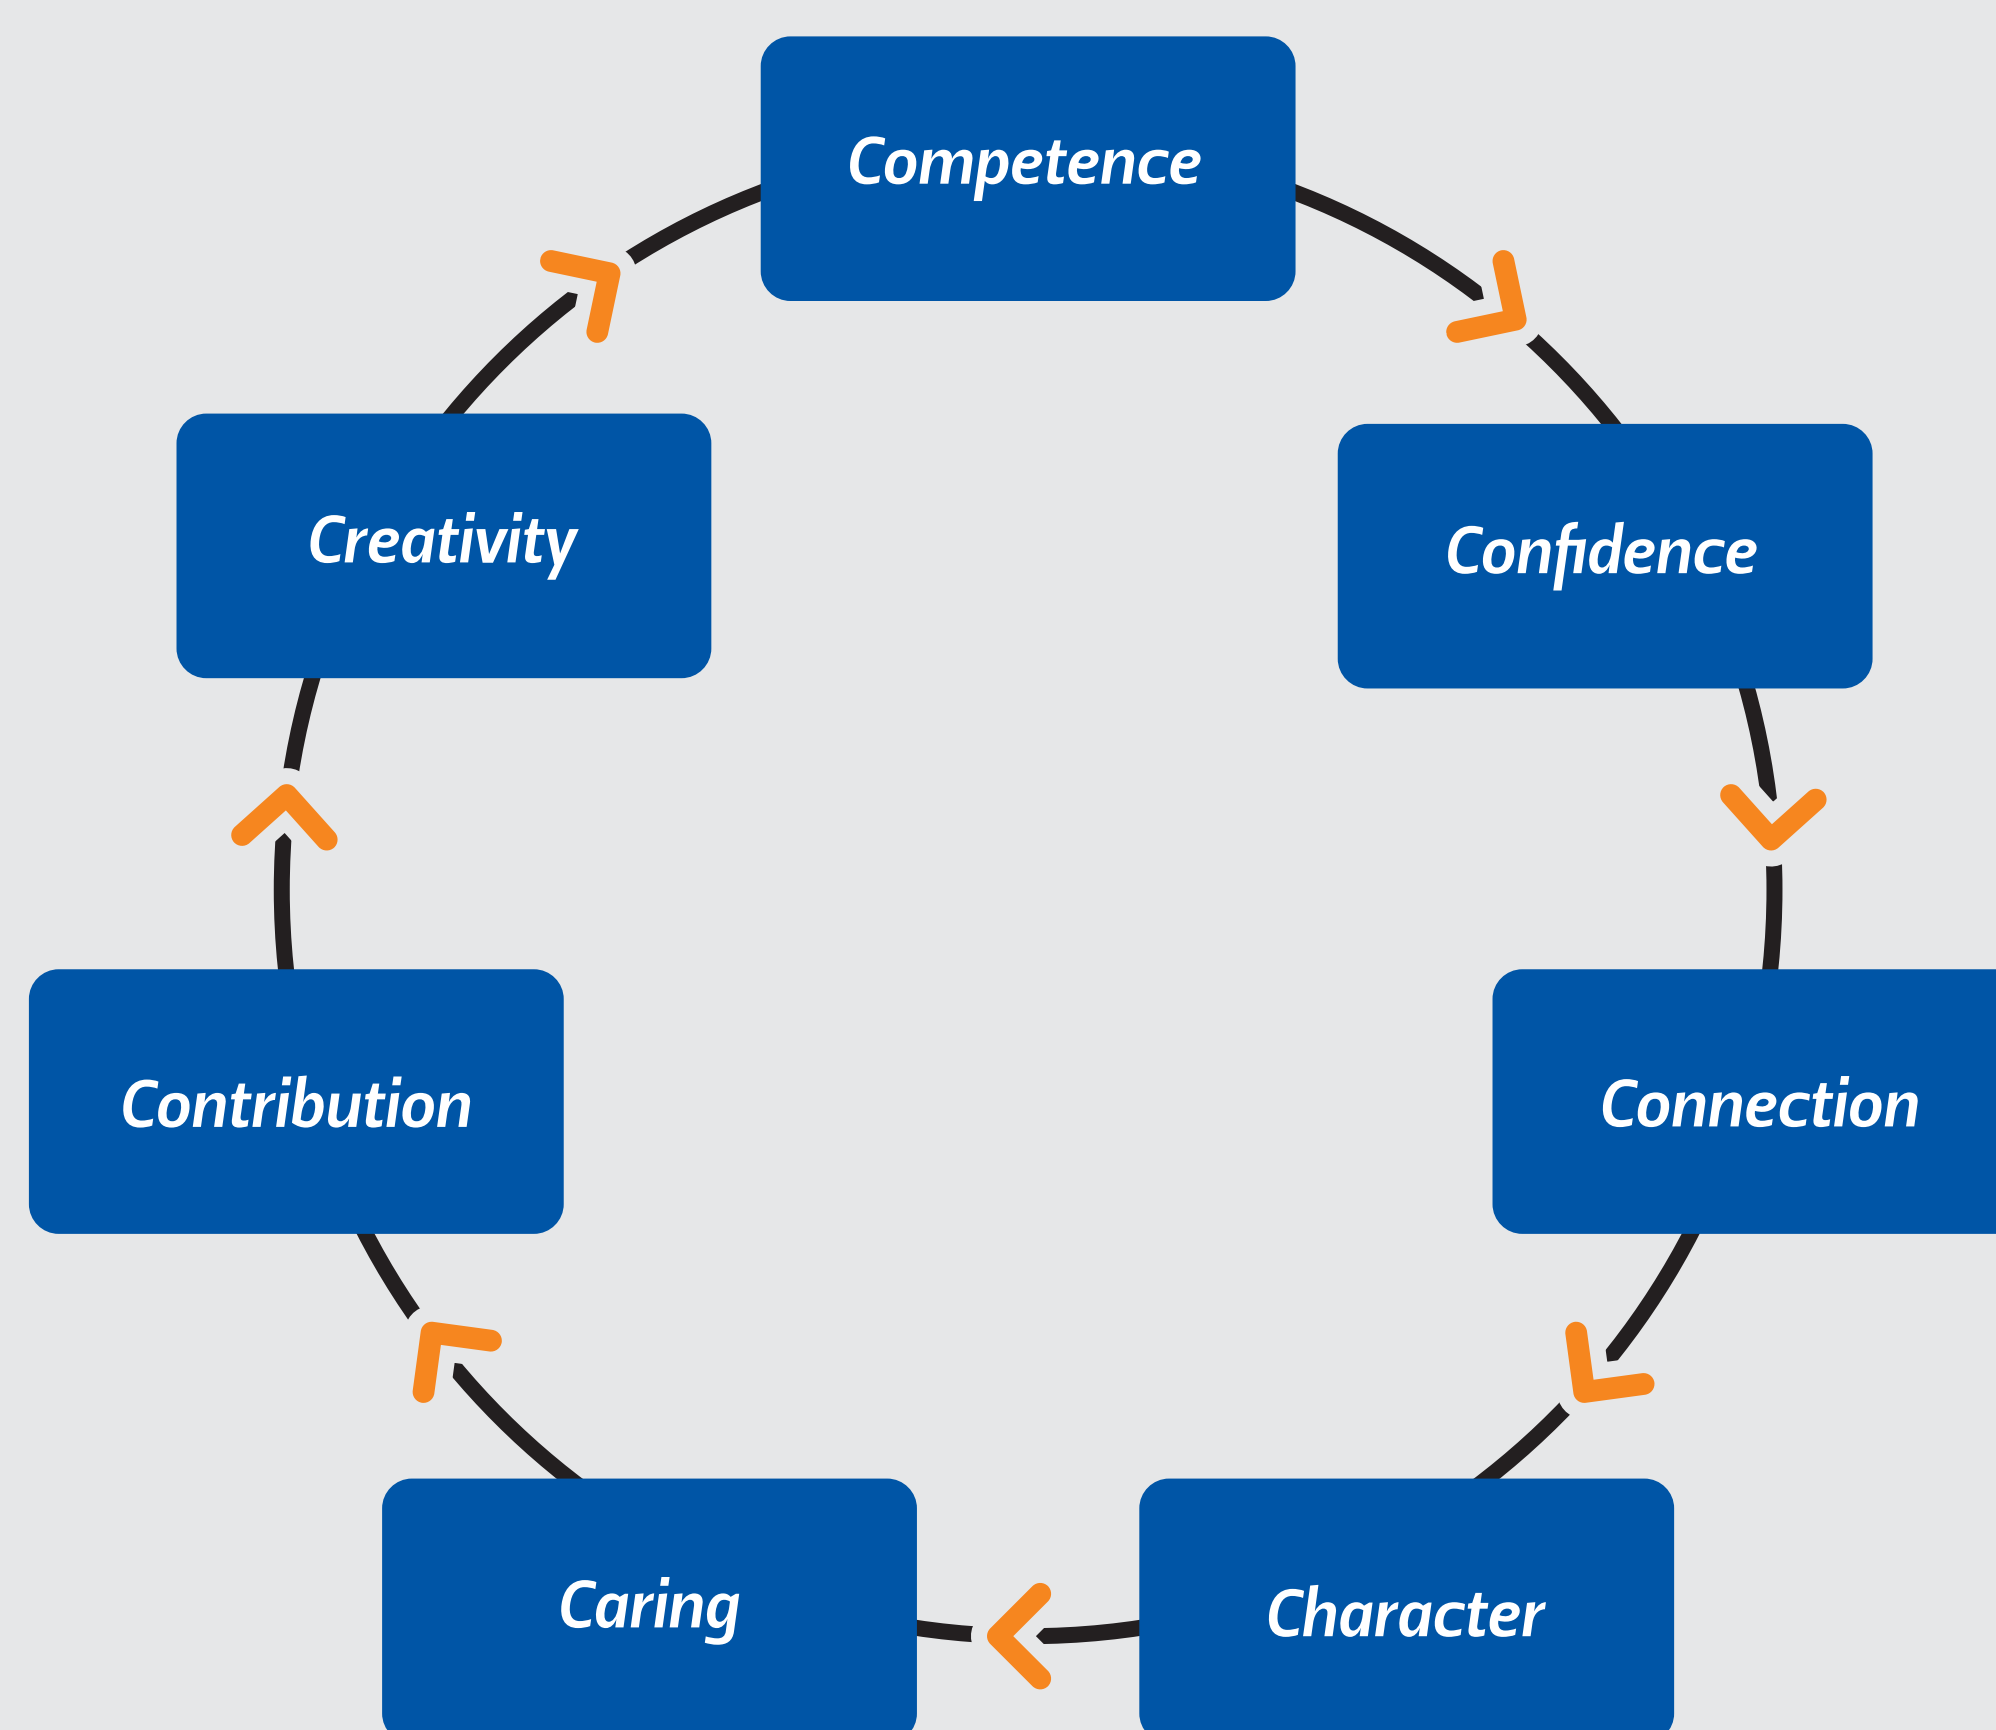 Competence
Creativity
Confidence
Contribution
Connection
Caring
Character